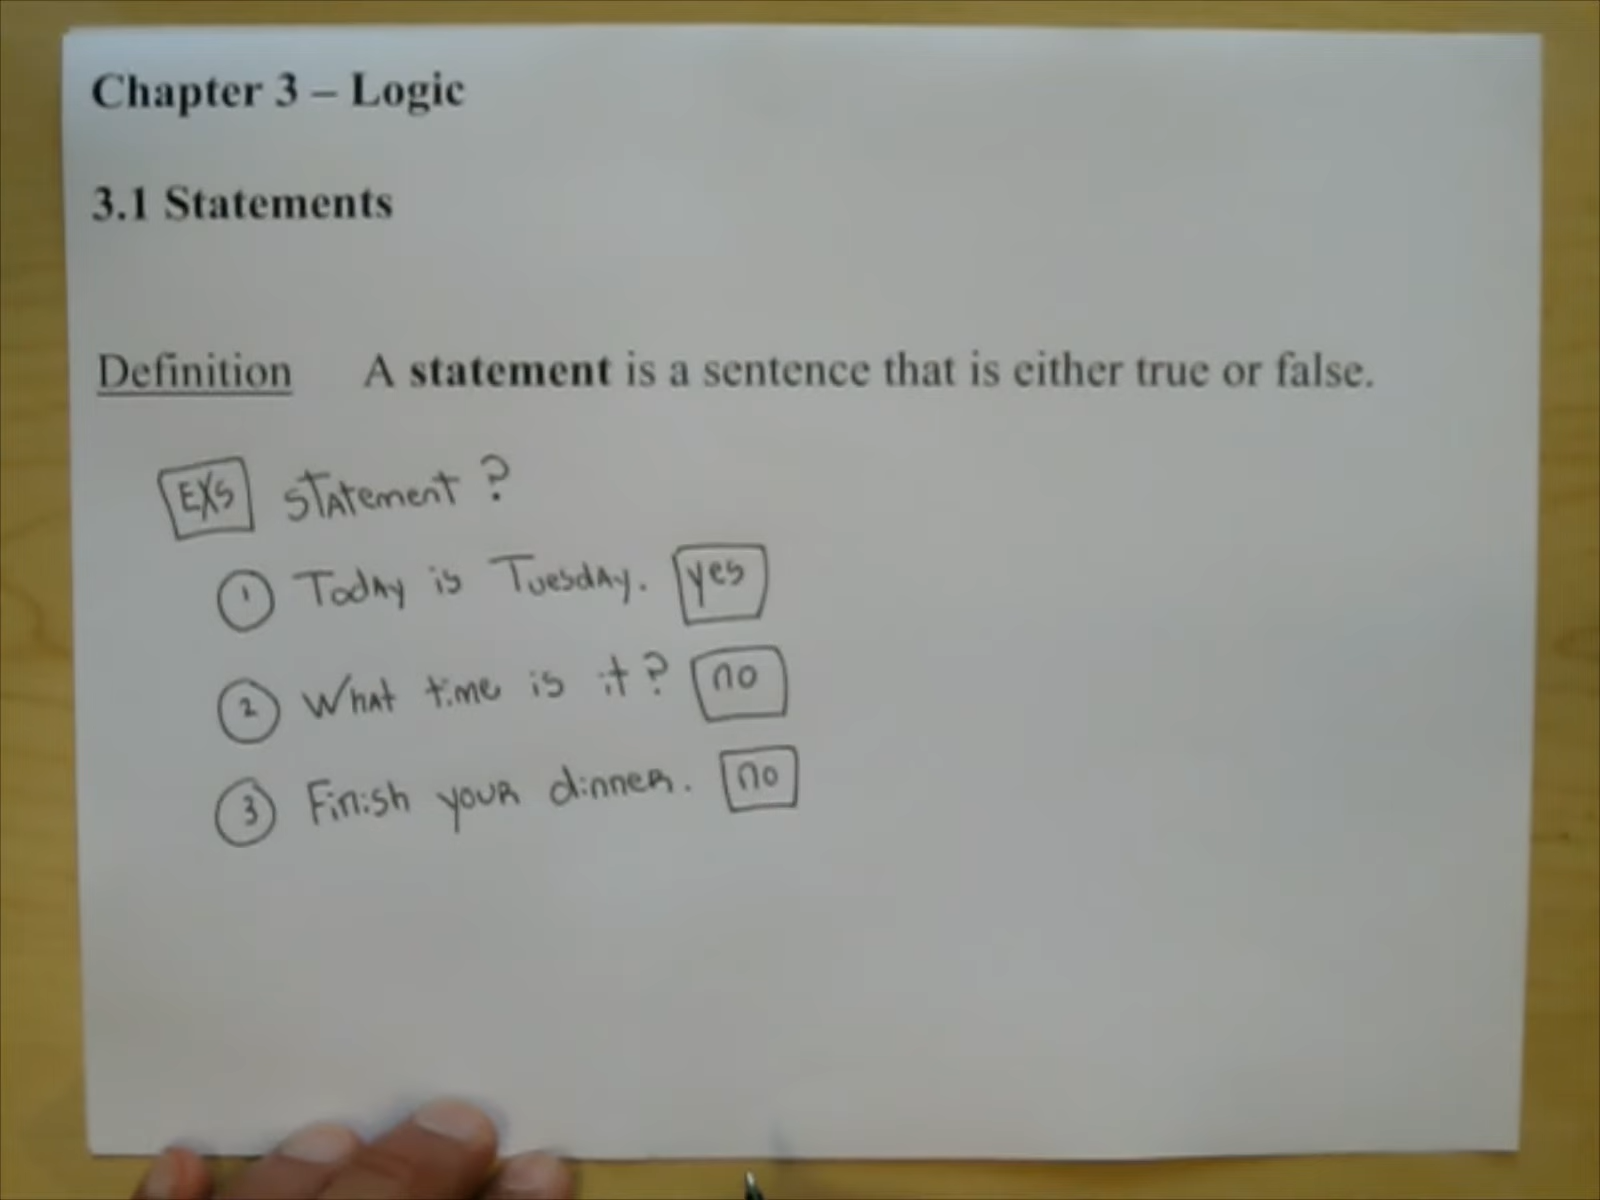 Chapter 3 – Logic
3.1 Statements
Definition A statement is a sentence that is either true or false.
EXS Statement?
1 Today is Tuesday. yes
2 What time is it? no
3 Finish your dinner. no